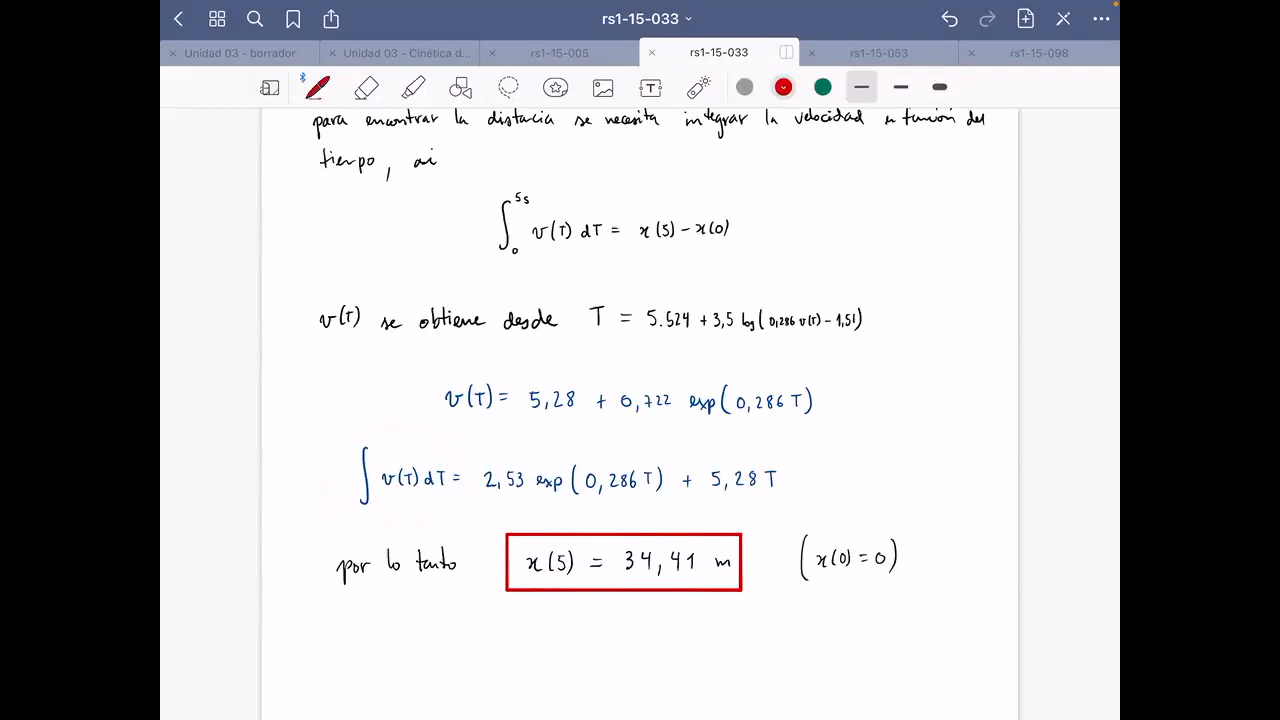 rs1-15-033
Unidad 03 - borrador
Unidad 03 - Cinética d...
rs1-15-005
rs1-15-033
rs1-15-053
rs1-15-098
para encontrar la distacia se necesita integrar la velocidad en función del
tiempo, así
∫₀^{5s} v(T) dT = x(5) - x(0)
v(T) se obtiene desde T = 5.524 + 3,5 log(0,286 v(T) - 1,51)
v(T) = 5,28 + 0,722 exp(0,286 T)
∫ v(T) dT = 2,53 exp(0,286 T) + 5,28 T
por lo tanto x(5) = 34,41 m (x(0) = 0)